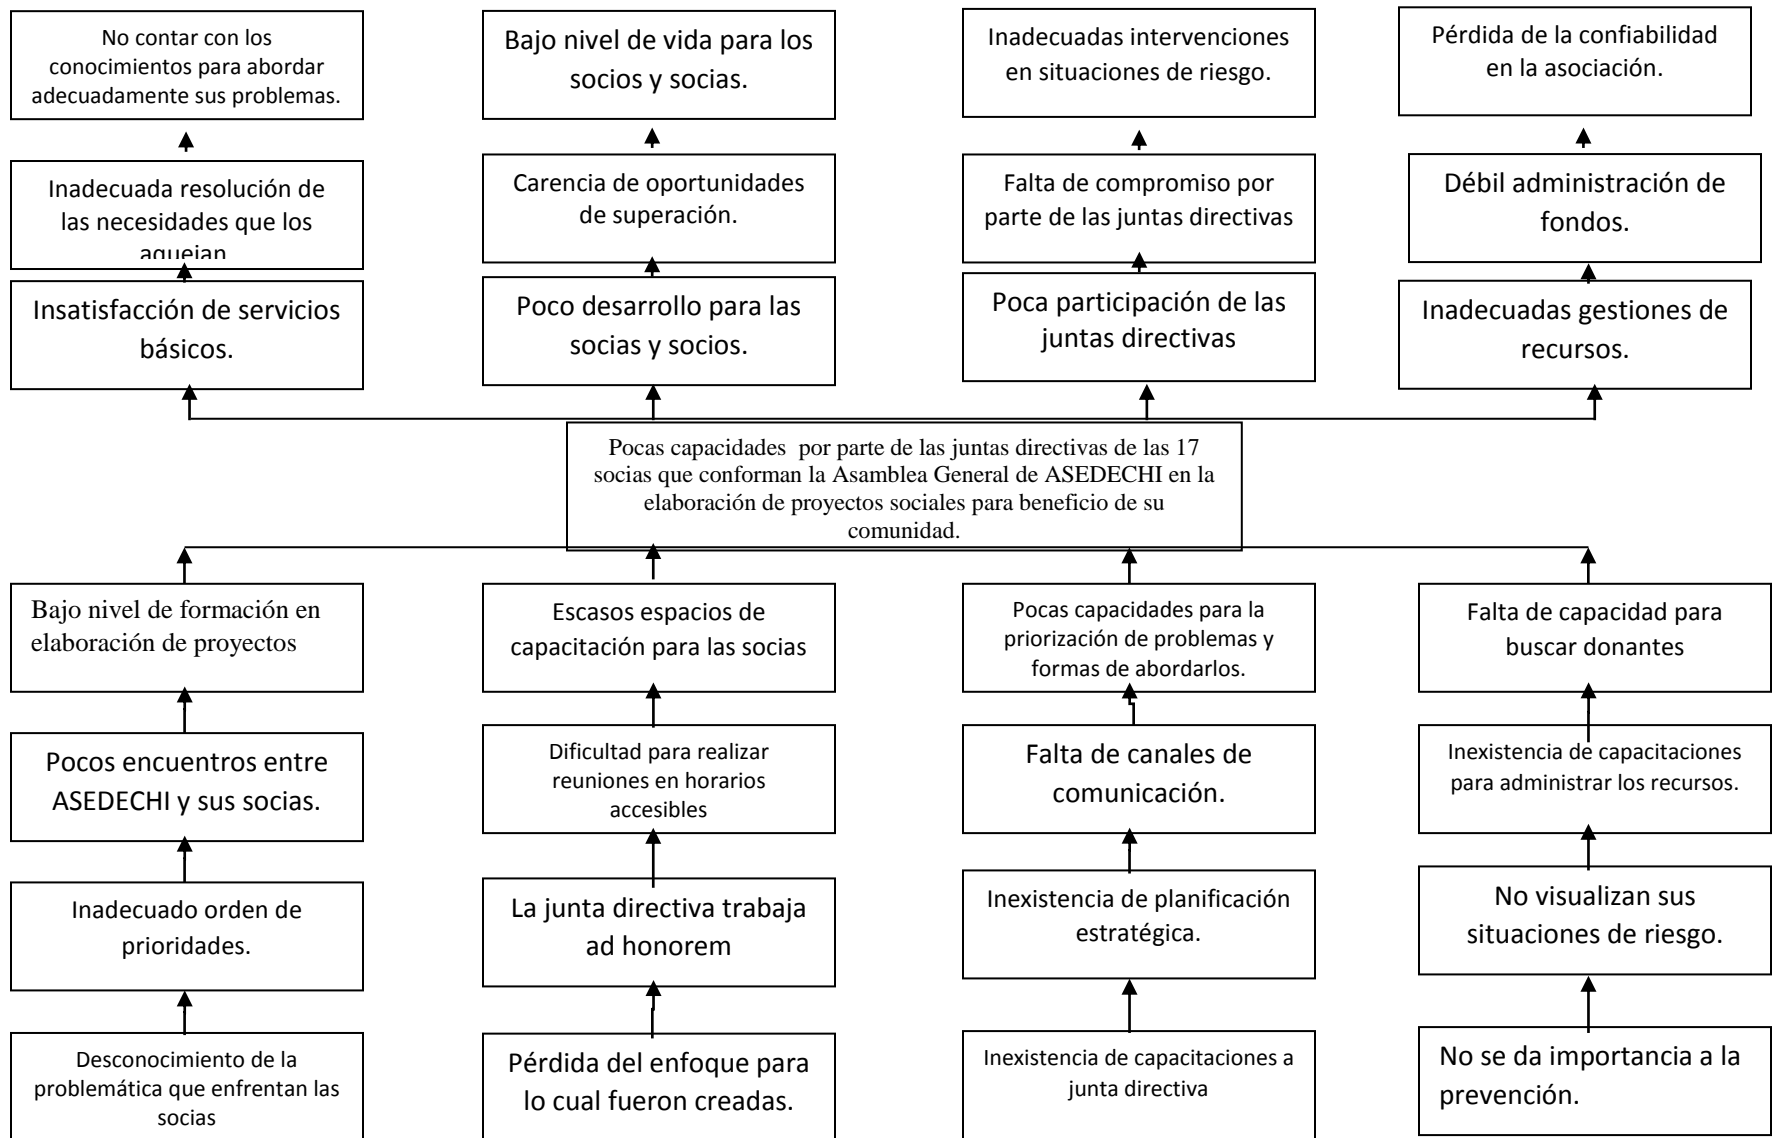 No contar con los
conocimientos para abordar
adecuadamente sus problemas.
Bajo nivel de vida para los
socios y socias.
Inadecuadas intervenciones
en situaciones de riesgo.
Pérdida de la confiabilidad
en la asociación.
Inadecuada resolución de
las necesidades que los
aquejan
Carencia de oportunidades
de superación.
Falta de compromiso por
parte de las juntas directivas
Débil administración de
fondos.
Insatisfacción de servicios
básicos.
Poco desarrollo para las
socias y socios.
Poca participación de las
juntas directivas
Inadecuadas gestiones de
recursos.
Pocas capacidades por parte de las juntas directivas de las 17
socias que conforman la Asamblea General de ASEDECHI en la
elaboración de proyectos sociales para beneficio de su
comunidad.
Bajo nivel de formación en
elaboración de proyectos
Escasos espacios de
capacitación para las socias
Pocas capacidades para la
priorización de problemas y
formas de abordarlos.
Falta de capacidad para
buscar donantes
Pocos encuentros entre
ASEDECHI y sus socias.
Dificultad para realizar
reuniones en horarios
accesibles
Falta de canales de
comunicación.
Inexistencia de capacitaciones
para administrar los recursos.
Inadecuado orden de
prioridades.
La junta directiva trabaja
ad honorem
Inexistencia de planificación
estratégica.
No visualizan sus
situaciones de riesgo.
Desconocimiento de la
problemática que enfrentan las
socias
Pérdida del enfoque para
lo cual fueron creadas.
Inexistencia de capacitaciones a
junta directiva
No se da importancia a la
prevención.